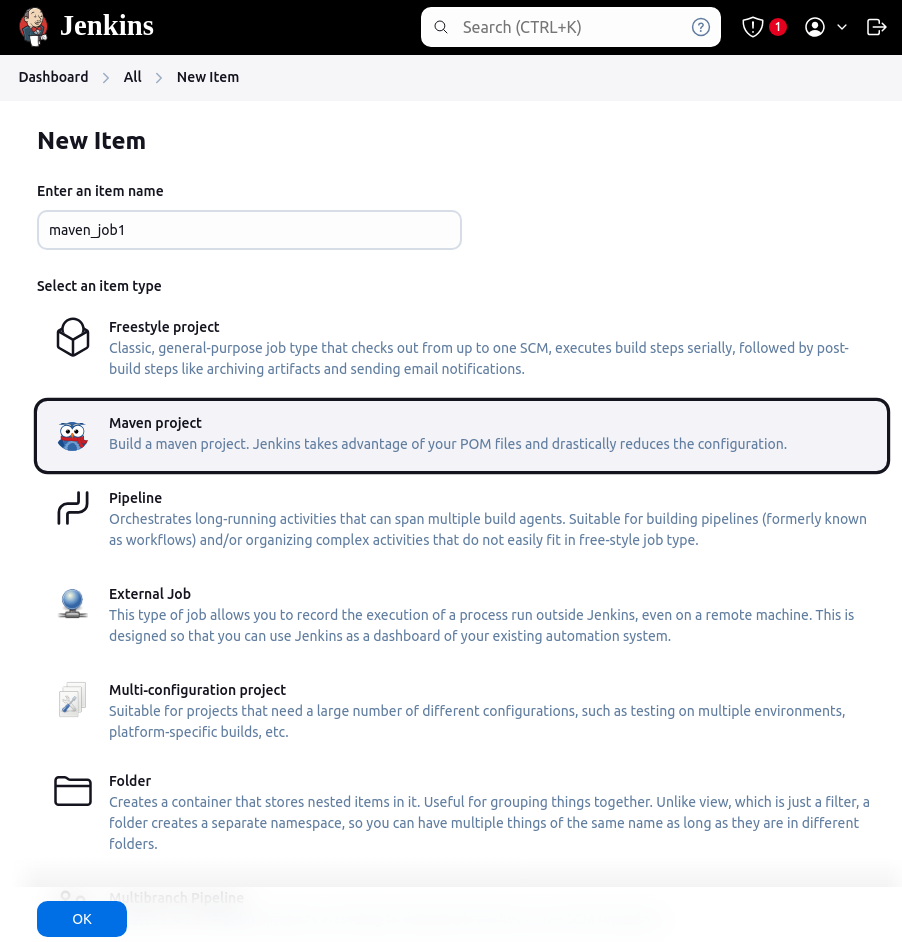 Jenkins
Search (CTRL+K)
?
1
Dashboard
All
New Item
New Item
Enter an item name
maven_job1
Select an item type
Freestyle project
Classic, general-purpose job type that checks out from up to one SCM, executes build steps serially, followed by post-
build steps like archiving artifacts and sending email notifications.
Maven project
Build a maven project. Jenkins takes advantage of your POM files and drastically reduces the configuration.
Pipeline
Orchestrates long-running activities that can span multiple build agents. Suitable for building pipelines (formerly known
as workflows) and/or organizing complex activities that do not easily fit in free-style job type.
External Job
This type of job allows you to record the execution of a process run outside Jenkins, even on a remote machine. This is
designed so that you can use Jenkins as a dashboard of your existing automation system.
Multi-configuration project
Suitable for projects that need a large number of different configurations, such as testing on multiple environments,
platform-specific builds, etc.
Folder
Creates a container that stores nested items in it. Useful for grouping things together. Unlike view, which is just a filter, a
folder creates a separate namespace, so you can have multiple things of the same name as long as they are in different
folders.
Multibranch Pipeline
OK